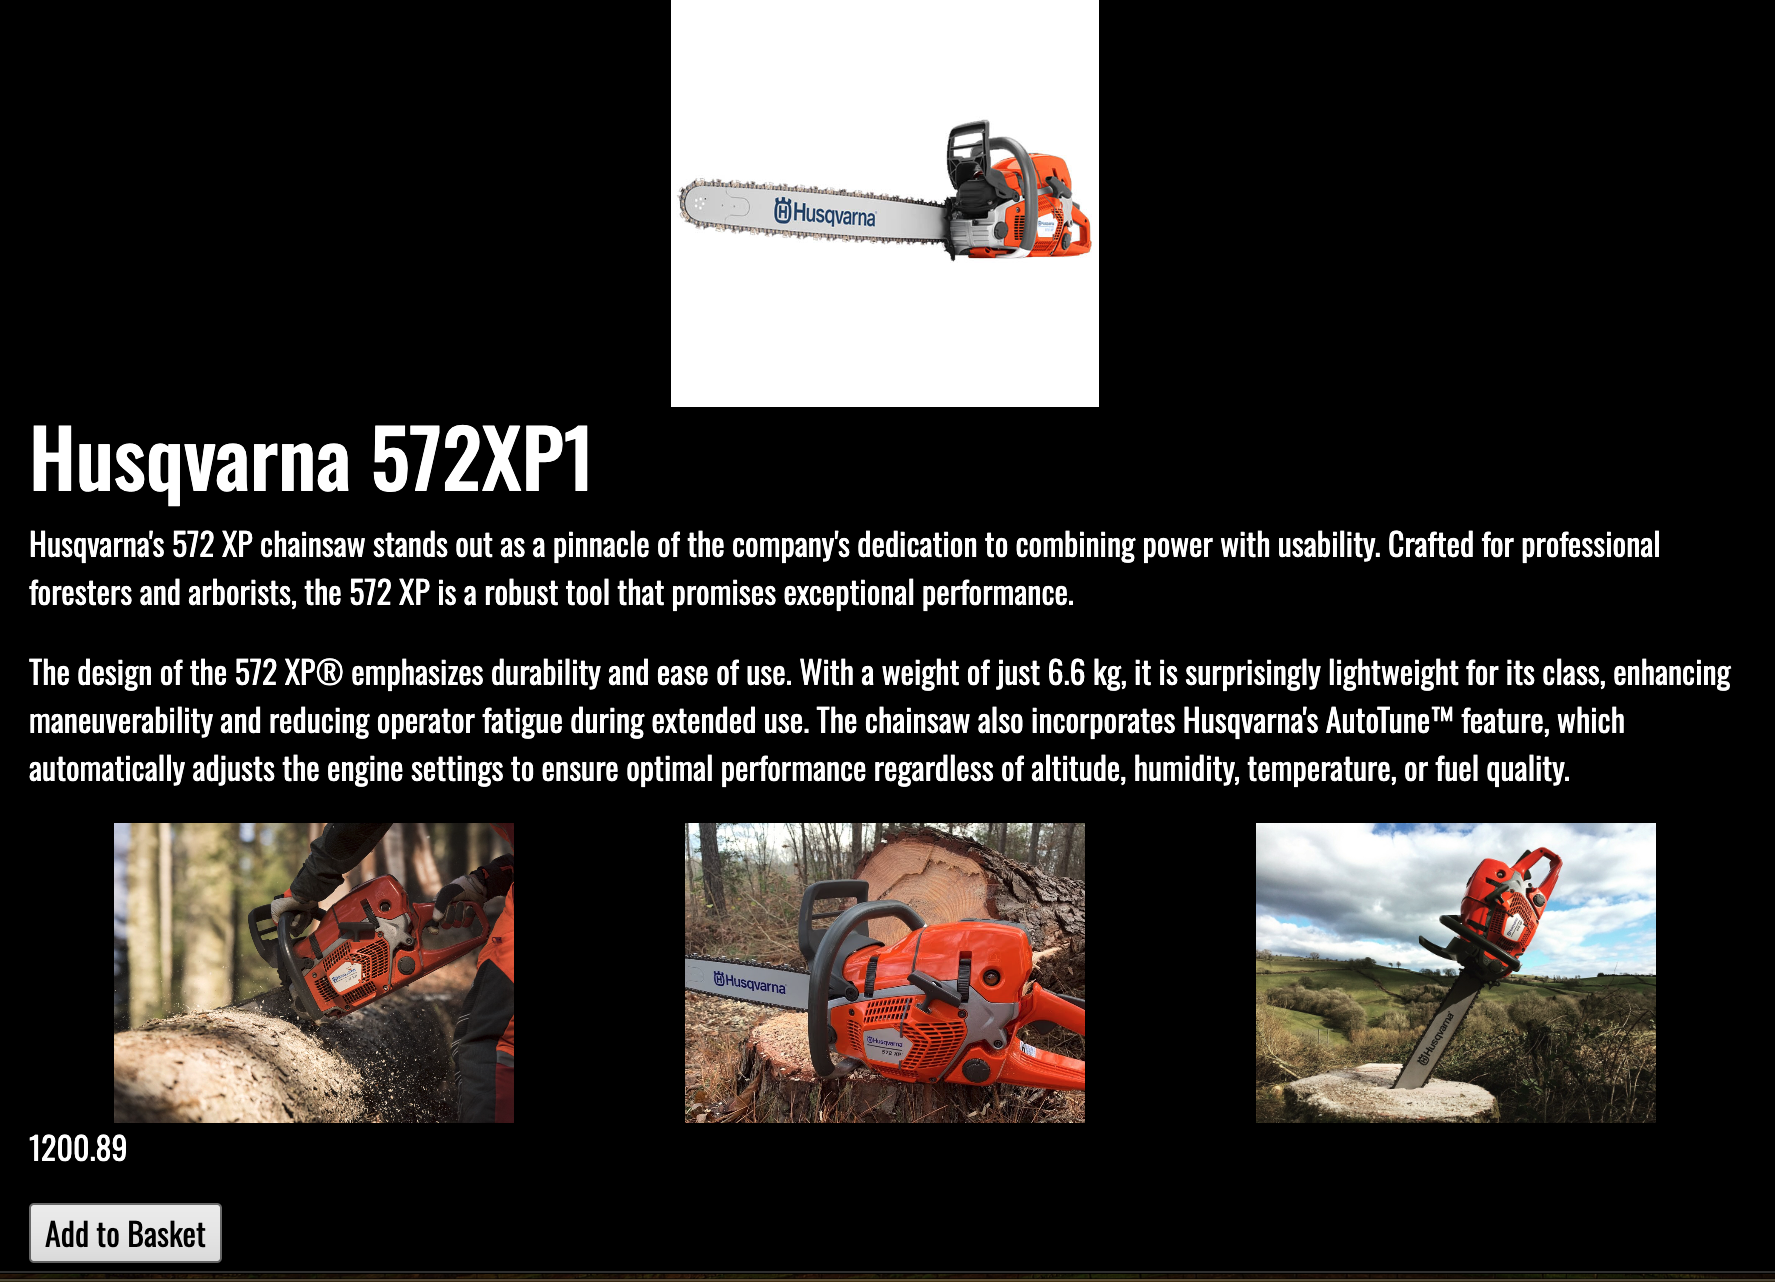 Husqvarna
Husqvarna 572XP1
Husqvarna's 572 XP chainsaw stands out as a pinnacle of the company's dedication to combining power with usability. Crafted for professional
foresters and arborists, the 572 XP is a robust tool that promises exceptional performance.
The design of the 572 XP® emphasizes durability and ease of use. With a weight of just 6.6 kg, it is surprisingly lightweight for its class, enhancing
maneuverability and reducing operator fatigue during extended use. The chainsaw also incorporates Husqvarna's AutoTune™ feature, which
automatically adjusts the engine settings to ensure optimal performance regardless of altitude, humidity, temperature, or fuel quality.
Husqvarna
Husqvarna
572 XP
Husqvarna
1200.89
Add to Basket